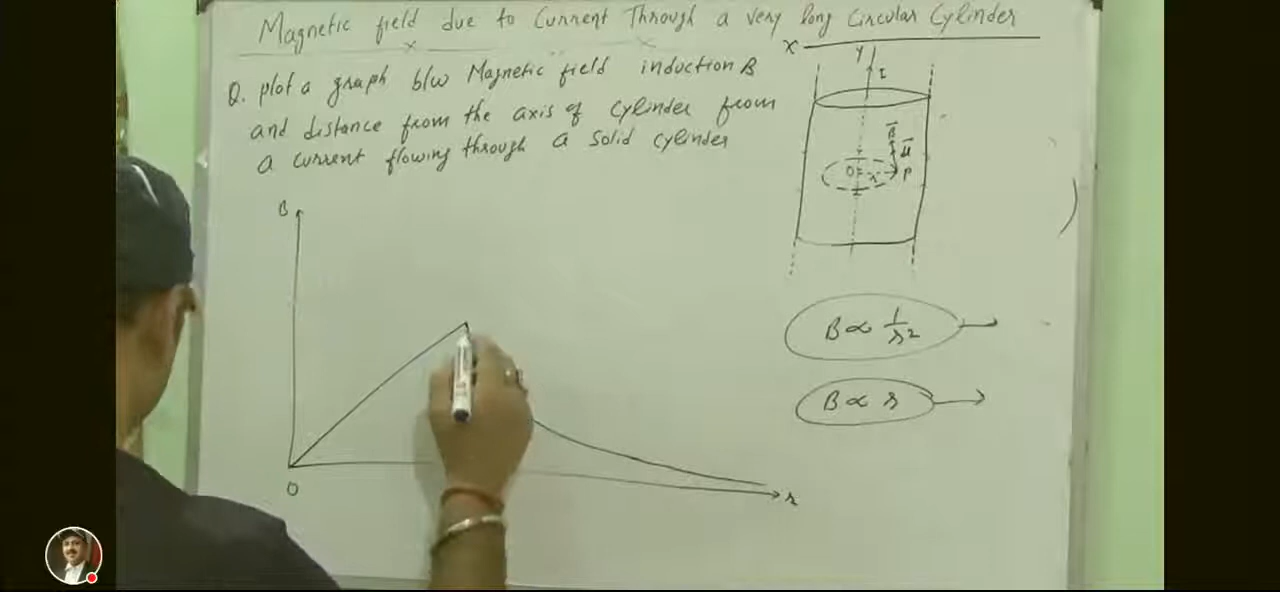 Magnetic field due to Current Through a very long Circular Cylinder
Q. plot a graph b/w Magnetic field induction B
and distance from the axis of cylinder from
a current flowing through a solid cylinder
X
Y
I
B
dl
O
r
P
B
O
r
B ∝ 1/r²
B ∝ r